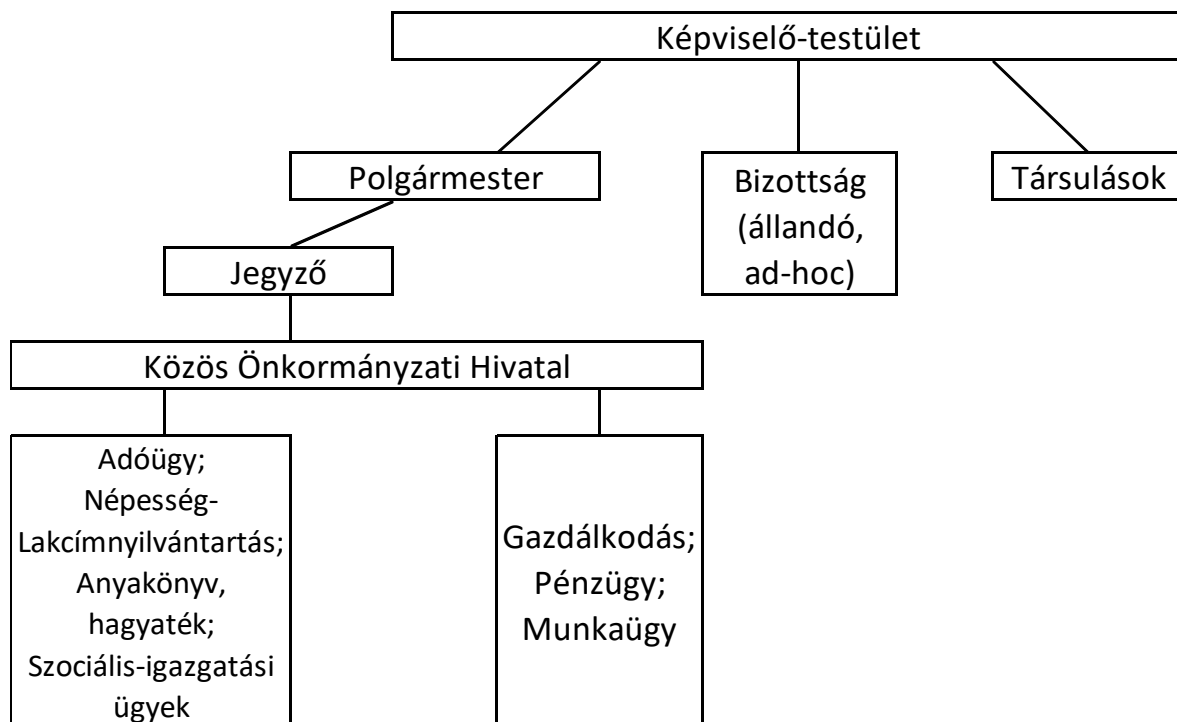 Képviselő-testület
Polgármester
Bizottság
(állandó,
ad-hoc)
Társulások
Jegyző
Közös Önkormányzati Hivatal
Adóügy;
Népesség-
Lakcímnyilvántartás;
Anyakönyv,
hagyaték;
Szociális-igazgatási
ügyek
Gazdálkodás;
Pénzügy;
Munkaügy